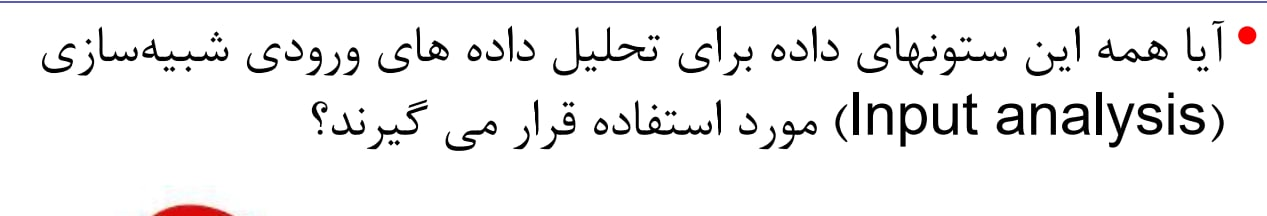 • آیا همه این ستونهای داده برای تحلیل داده های ورودی شبیه‌سازی
(Input analysis) مورد استفاده قرار می گیرند؟